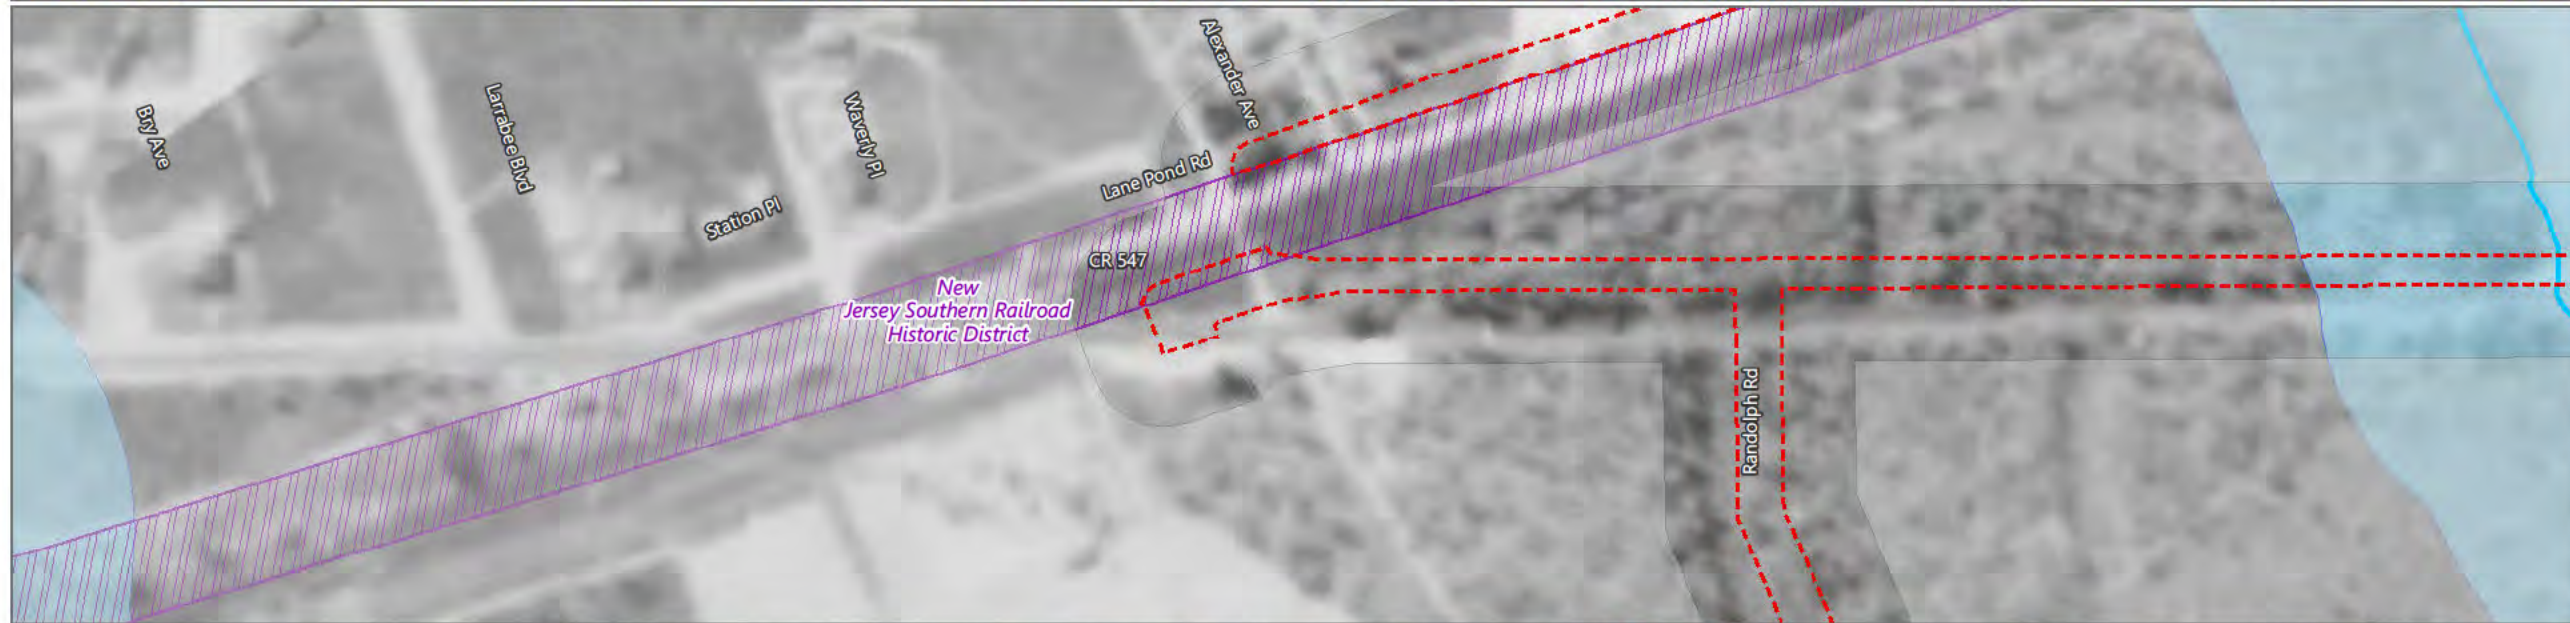 Bry Ave
Larrabee Blvd
Station Pl
Waverly Pl
Alexander Ave
Lane Pond Rd
CR 547
New
Jersey Southern Railroad
Historic District
Randolph Rd